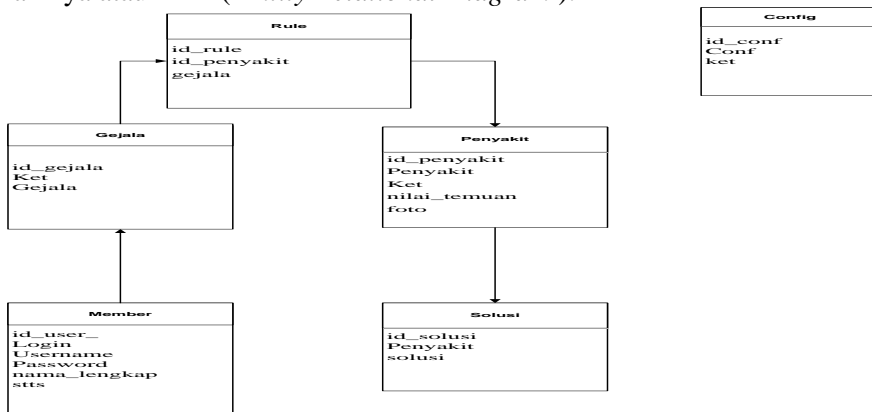 Rule
id_rule
id_penyakit
gejala
Config
id_conf
Conf
ket
Gejala
id_gejala
Ket
Gejala
Penyakit
id_penyakit
Penyakit
Ket
nilai_temuan
foto
Member
id_user_
Login
Username
Password
nama_lengkap
stts
Solusi
id_solusi
Penyakit
solusi